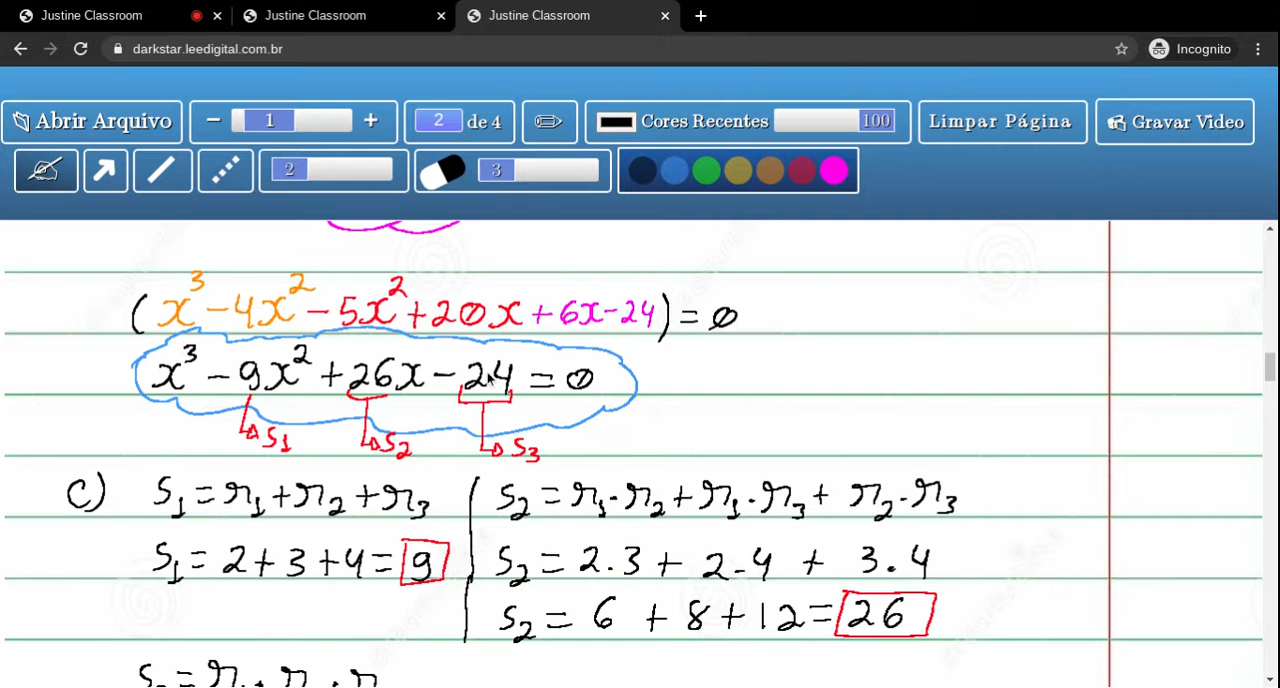 Justine Classroom Justine Classroom Justine Classroom
darkstar.leedigital.com.br Incognito
Abrir Arquivo − 1 + 2 de 4 Cores Recentes 100 Limpar Página Gravar Video
2 3
(x³ − 4x² − 5x² + 20x + 6x − 24) = 0
x³ − 9x² + 26x − 24 = 0
S₁ S₂ S₃
c) S₁ = r₁ + r₂ + r₃ S₂ = r₁ · r₂ + r₁ · r₃ + r₂ · r₃
S₁ = 2 + 3 + 4 = 9 S₂ = 2.3 + 2.4 + 3.4
S₂ = 6 + 8 + 12 = 26